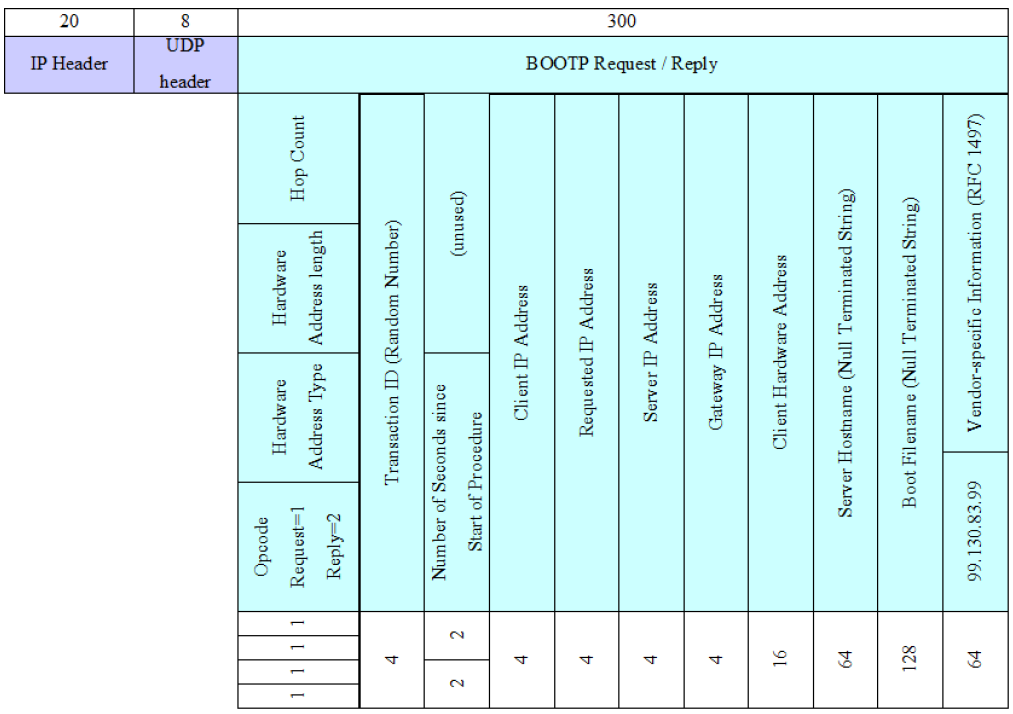 20
8
300
IP Header
UDP
header
BOOTP Request / Reply
Hop Count
Hardware
Address length
Hardware
Address Type
Opcode
Request=1
Reply=2
Transaction ID (Random Number)
(unused)
Number of Seconds since
Start of Procedure
Client IP Address
Requested IP Address
Server IP Address
Gateway IP Address
Client Hardware Address
Server Hostname (Null Terminated String)
Boot Filename (Null Terminated String)
Vendor-specific Information (RFC 1497)
99.130.83.99
1
1
1
1
4
2
2
4
4
4
4
16
64
128
64